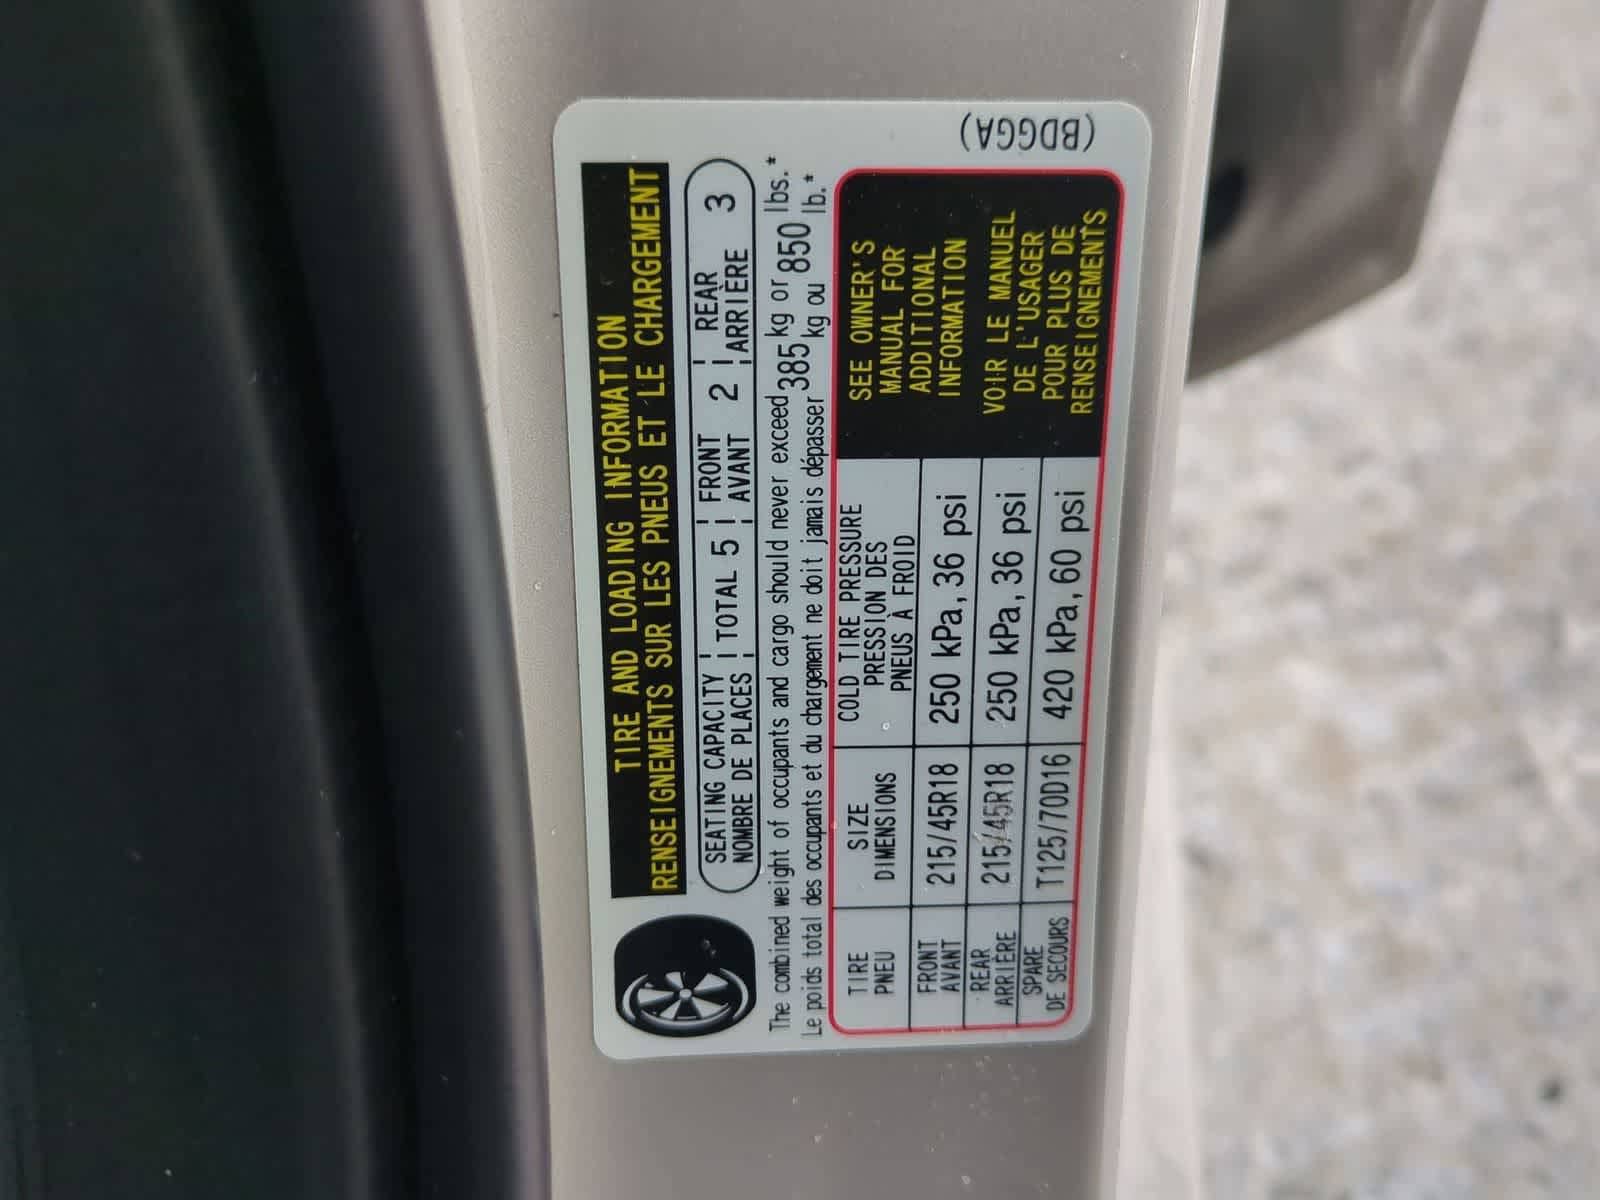 TIRE AND LOADING INFORMATION
RENSEIGNEMENTS SUR LES PNEUS ET LE CHARGEMENT
SEATING CAPACITY | TOTAL 5 | FRONT 2 | REAR 3
NOMBRE DE PLACES | AVANT | ARRIÈRE
The combined weight of occupants and cargo should never exceed 385 kg or 850 lbs.*
Le poids total des occupants et du chargement ne doit jamais dépasser kg ou lb.*
TIRE
PNEU
SIZE
DIMENSIONS
COLD TIRE PRESSURE
PRESSION DES
PNEUS À FROID
FRONT
AVANT
215/45R18
250 kPa, 36 psi
REAR
ARRIÈRE
215/45R18
250 kPa, 36 psi
SPARE
DE SECOURS
T125/70D16
420 kPa, 60 psi
SEE OWNER'S
MANUAL FOR
ADDITIONAL
INFORMATION
VOIR LE MANUEL
DE L'USAGER
POUR PLUS DE
RENSEIGNEMENTS
(BDGGA)